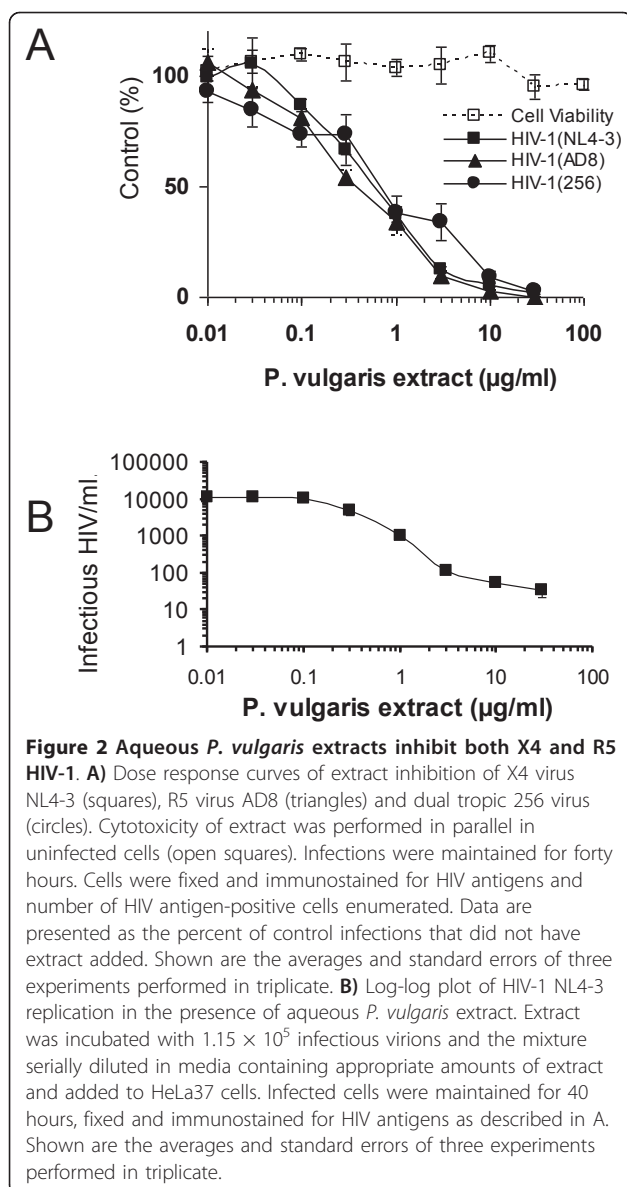 A
100
50
0
Control (%)
Cell Viability
HIV-1(NL4-3)
HIV-1(AD8)
HIV-1(256)
0.01 0.1 1 10 100
P. vulgaris extract (µg/ml)
B
100000
10000
1000
100
10
1
Infectious HIV/ml.
0.01 0.1 1 10 100
P. vulgaris extract (µg/ml)
Figure 2 Aqueous P. vulgaris extracts inhibit both X4 and R5
HIV-1. A) Dose response curves of extract inhibition of X4 virus
NL4-3 (squares), R5 virus AD8 (triangles) and dual tropic 256 virus
(circles). Cytotoxicity of extract was performed in parallel in
uninfected cells (open squares). Infections were maintained for forty
hours. Cells were fixed and immunostained for HIV antigens and
number of HIV antigen-positive cells enumerated. Data are
presented as the percent of control infections that did not have
extract added. Shown are the averages and standard errors of three
experiments performed in triplicate. B) Log-log plot of HIV-1 NL4-3
replication in the presence of aqueous P. vulgaris extract. Extract
was incubated with 1.15 × 10⁵ infectious virions and the mixture
serially diluted in media containing appropriate amounts of extract
and added to HeLa37 cells. Infected cells were maintained for 40
hours, fixed and immunostained for HIV antigens as described in A.
Shown are the averages and standard errors of three experiments
performed in triplicate.